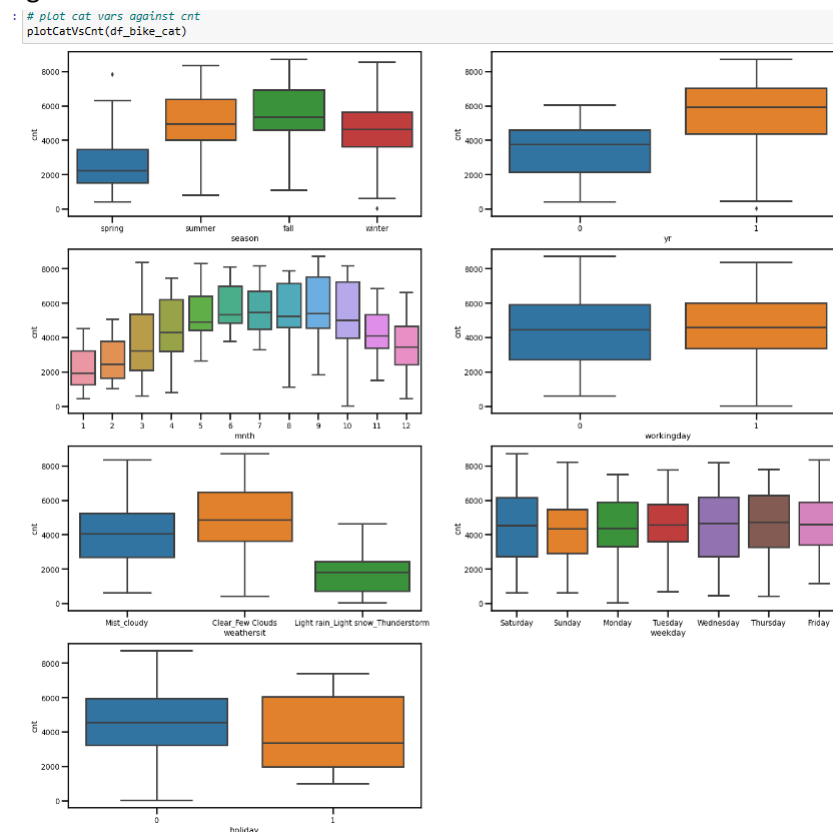 : # plot cat vars against cnt
plotCatVsCnt(df_bike_cat)
8000
6000
4000
2000
0
cnt
spring summer fall winter
season
8000
6000
4000
2000
0
cnt
0 1
yr
8000
6000
4000
2000
0
cnt
1 2 3 4 5 6 7 8 9 10 11 12
mnth
8000
6000
4000
2000
0
cnt
0 1
workingday
8000
6000
4000
2000
0
cnt
Mist_cloudy Clear_Few Clouds Light rain_Light snow_Thunderstorm
weathersit
8000
6000
4000
2000
0
cnt
Saturday Sunday Monday Tuesday Wednesday Thursday Friday
weekday
8000
6000
4000
2000
0
cnt
0 1
holiday